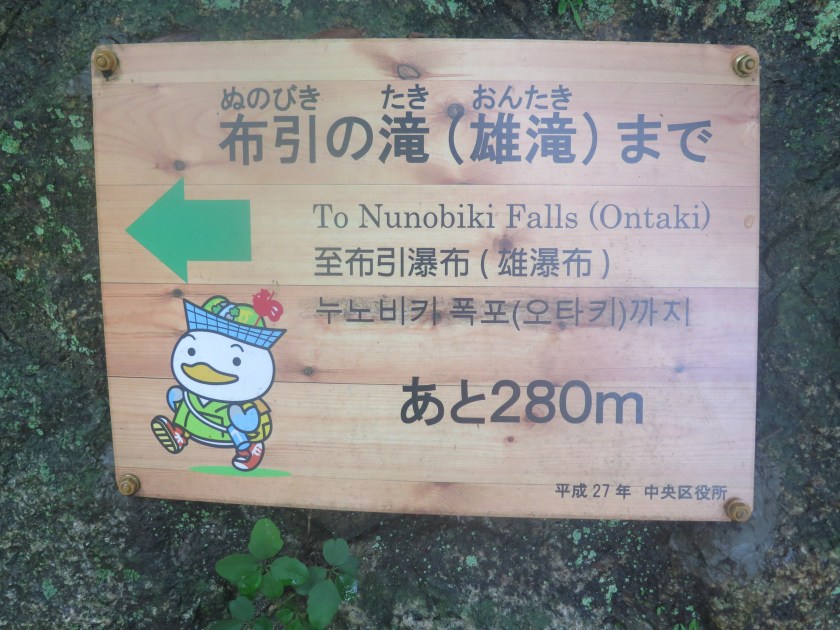 ぬのびき たき おんたき
布引の滝(雄滝)まで
To Nunobiki Falls (Ontaki)
至布引瀑布(雄瀑布)
누노비키 폭포(오타키)까지
あと280m
平成27年 中央区役所